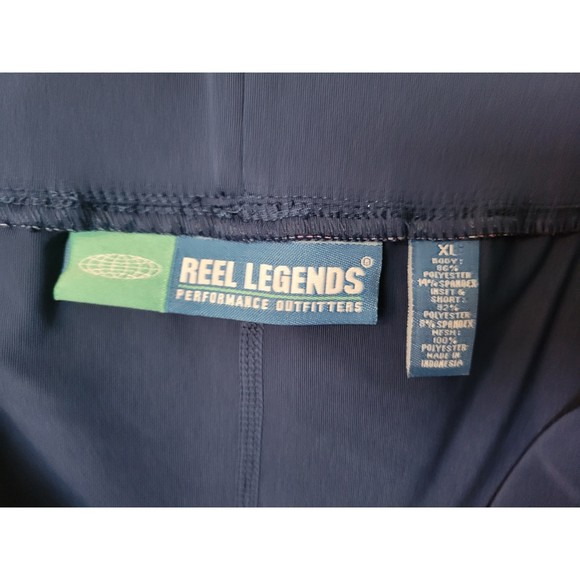 REEL LEGENDS®
PERFORMANCE OUTFITTERS
XL
BODY:
86%
POLYESTER
14% SPANDEX
INSET &
SHORT:
92%
POLYESTER
8% SPANDEX
MESH:
100%
POLYESTER
MADE IN
INDONESIA